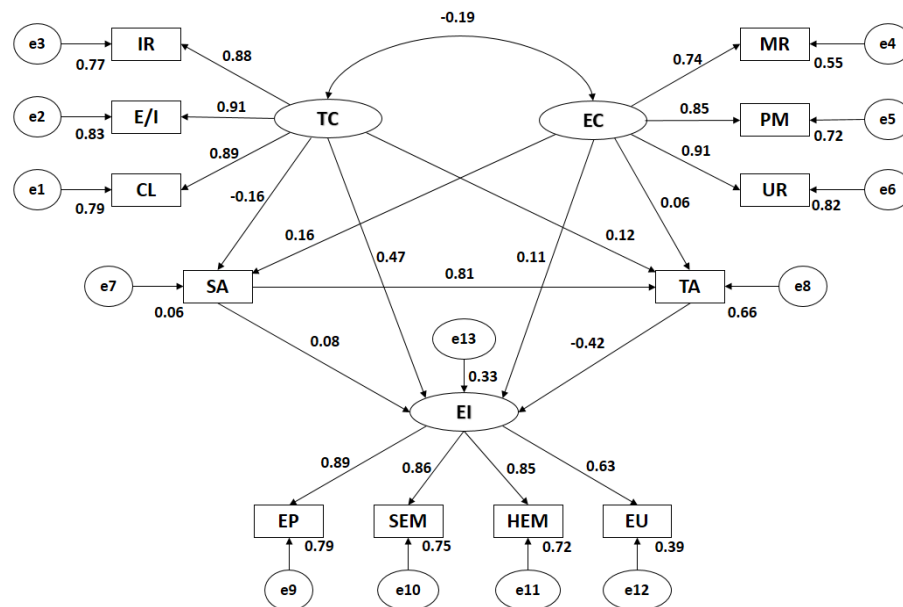 -0.19
e3
IR
0.77
0.88
MR
e4
0.74
0.55
e2
E/I
0.83
0.91
TC
EC
0.85
PM
e5
0.72
e1
CL
0.79
0.89
0.91
UR
e6
0.82
-0.16
0.06
0.16
0.47
0.11
0.12
e7
SA
0.06
0.81
TA
e8
0.66
0.08
e13
-0.42
0.33
EI
0.89
0.86
0.85
0.63
EP
0.79
SEM
0.75
HEM
0.72
EU
0.39
e9
e10
e11
e12